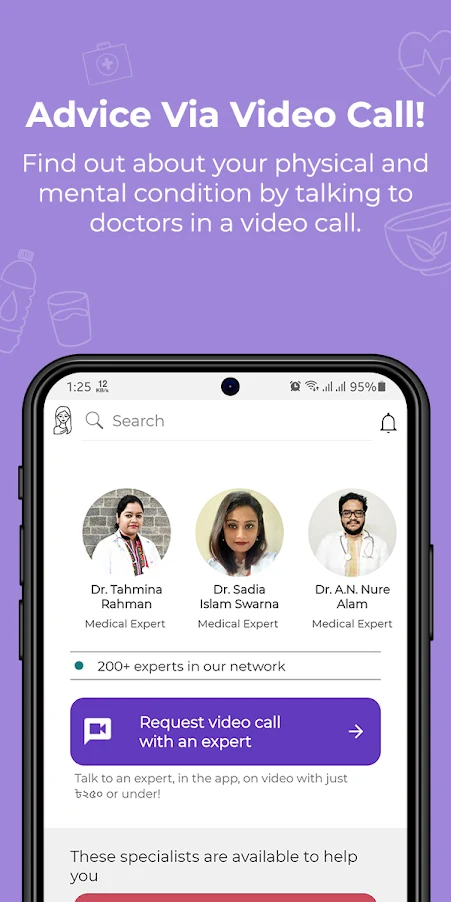 Advice Via Video Call!
Find out about your physical and
mental condition by talking to
doctors in a video call.
1:25 12 KB/s 95%
Search
Dr. Tahmina
Rahman
Medical Expert
Dr. Sadia
Islam Swarna
Medical Expert
Dr. A.N. Nure
Alam
Medical Expert
200+ experts in our network
Request video call
with an expert
Talk to an expert, in the app, on video with just
৳২৫০ or under!
These specialists are available to help
you